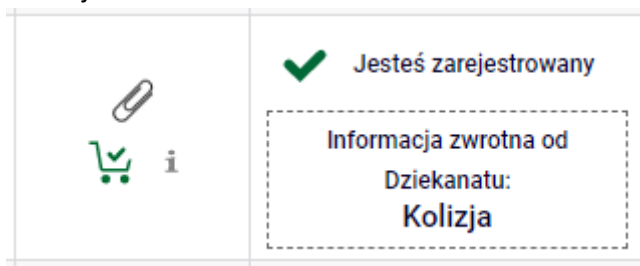 Jesteś zarejestrowany
Informacja zwrotna od
Dziekanatu:
Kolizja